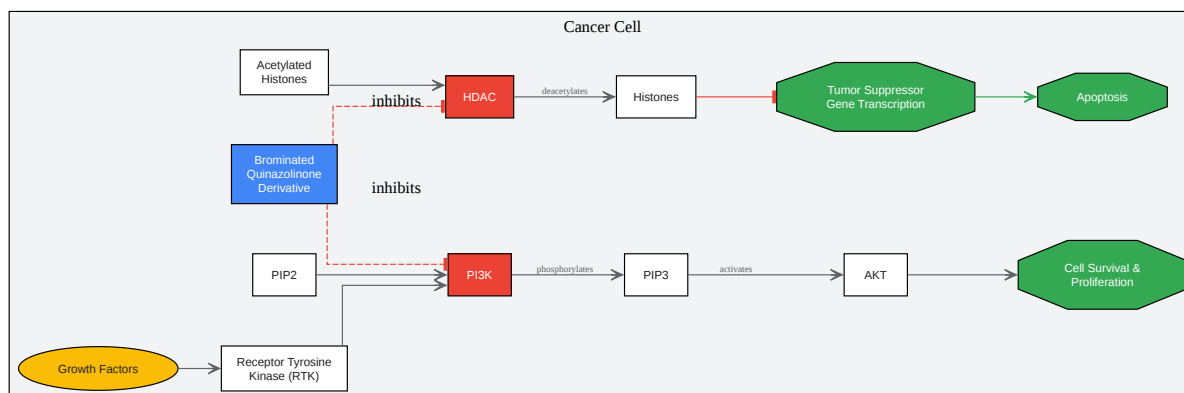 Cancer Cell
Acetylated
Histones
inhibits
HDAC
deacetylates
Histones
Tumor Suppressor
Gene Transcription
Apoptosis
Brominated
Quinazolinone
Derivative
inhibits
PIP2
PI3K
phosphorylates
PIP3
activates
AKT
Cell Survival &
Proliferation
Growth Factors
Receptor Tyrosine
Kinase (RTK)